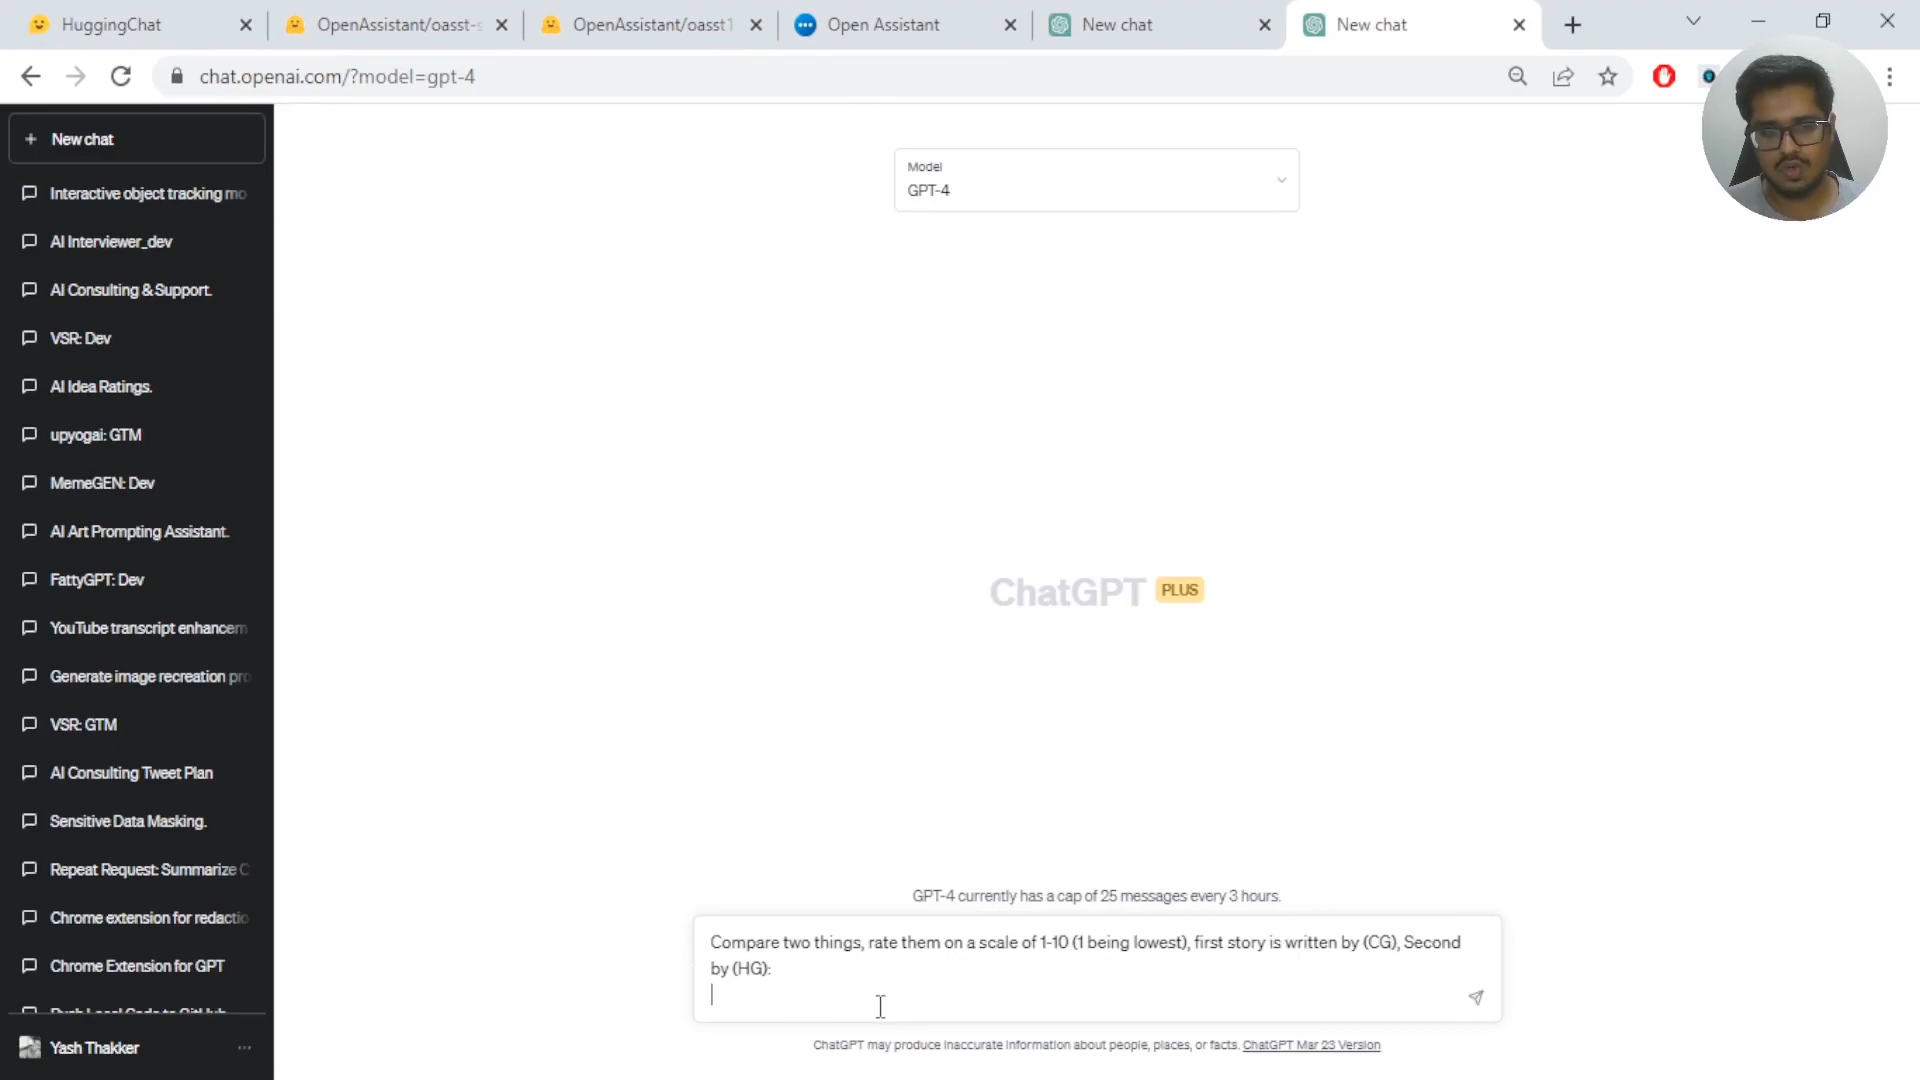 HuggingChat
OpenAssistant/oasst-s
OpenAssistant/oasst1
Open Assistant
New chat
New chat
chat.openai.com/?model=gpt-4
New chat
Interactive object tracking mo
AI Interviewer_dev
AI Consulting & Support.
VSR: Dev
AI Idea Ratings.
upyogai: GTM
MemeGEN: Dev
AI Art Prompting Assistant.
FattyGPT: Dev
YouTube transcript enhancem
Generate image recreation pro
VSR: GTM
AI Consulting Tweet Plan
Sensitive Data Masking.
Repeat Request: Summarize C
Chrome extension for redactio
Chrome Extension for GPT
Push Local Code to GitHub
Yash Thakker
Model
GPT-4
ChatGPT PLUS
GPT-4 currently has a cap of 25 messages every 3 hours.
Compare two things, rate them on a scale of 1-10 (1 being lowest), first story is written by (CG), Second
by (HG):
ChatGPT may produce inaccurate information about people, places, or facts. ChatGPT Mar 23 Version